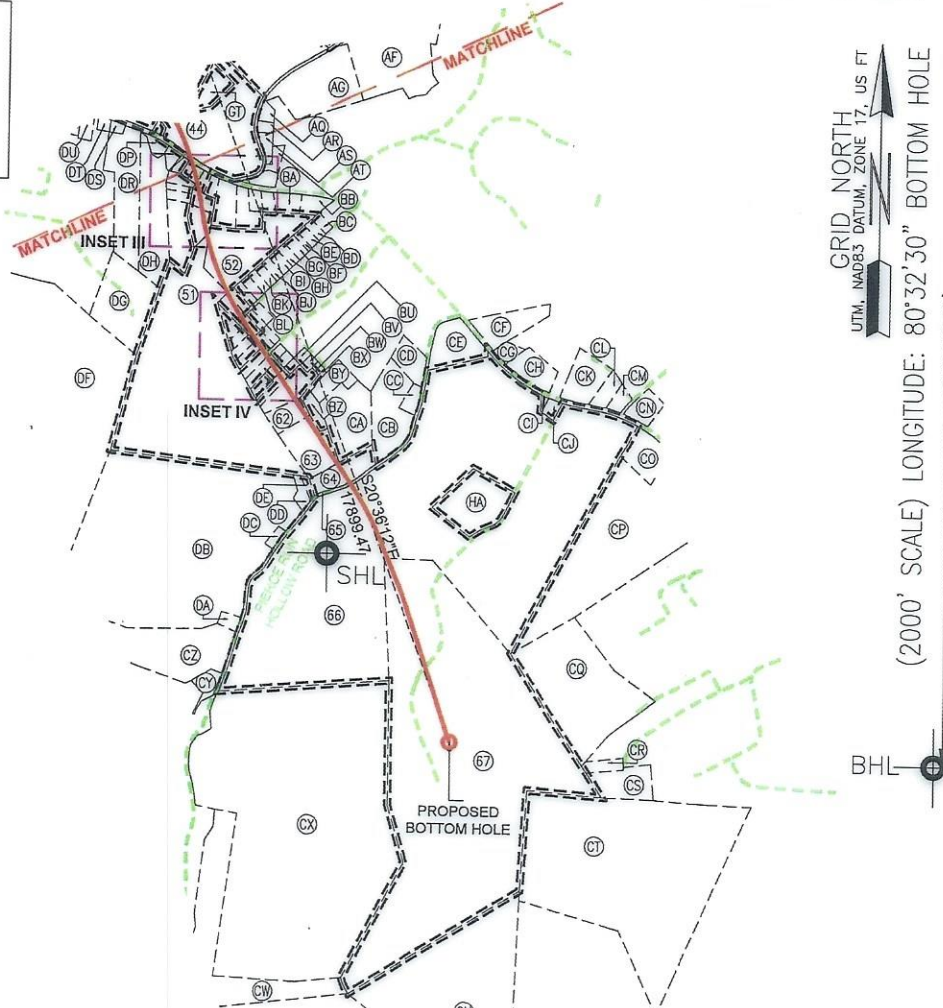 MATCHLINE
AF
AG
GT
44
AQ
AR
AS
AT
DU
DT
DS
DP
DR
BA
BB
BC
MATCHLINE
INSET III
DH
DG
52
51
BD
BE
BF
BG
BH
BI
BJ
BK
BL
BU
BV
BW
BX
BY
BZ
CA
CB
CC
CD
CE
CF
CG
CH
CI
CJ
CK
CL
CM
CN
CO
CP
DF
INSET IV
62
63
64
S20°36'12"E
17899.47
HA
DE
DD
DC
65
SHL
DB
PIERCE RUN
HOLLOW ROAD
66
DA
CZ
CY
CQ
CR
CS
67
PROPOSED
BOTTOM HOLE
CX
CT
CW
GRID NORTH
UTM, NAD83 DATUM, ZONE 17, US FT
(2000' SCALE) LONGITUDE: 80°32'30" BOTTOM HOLE
BHL